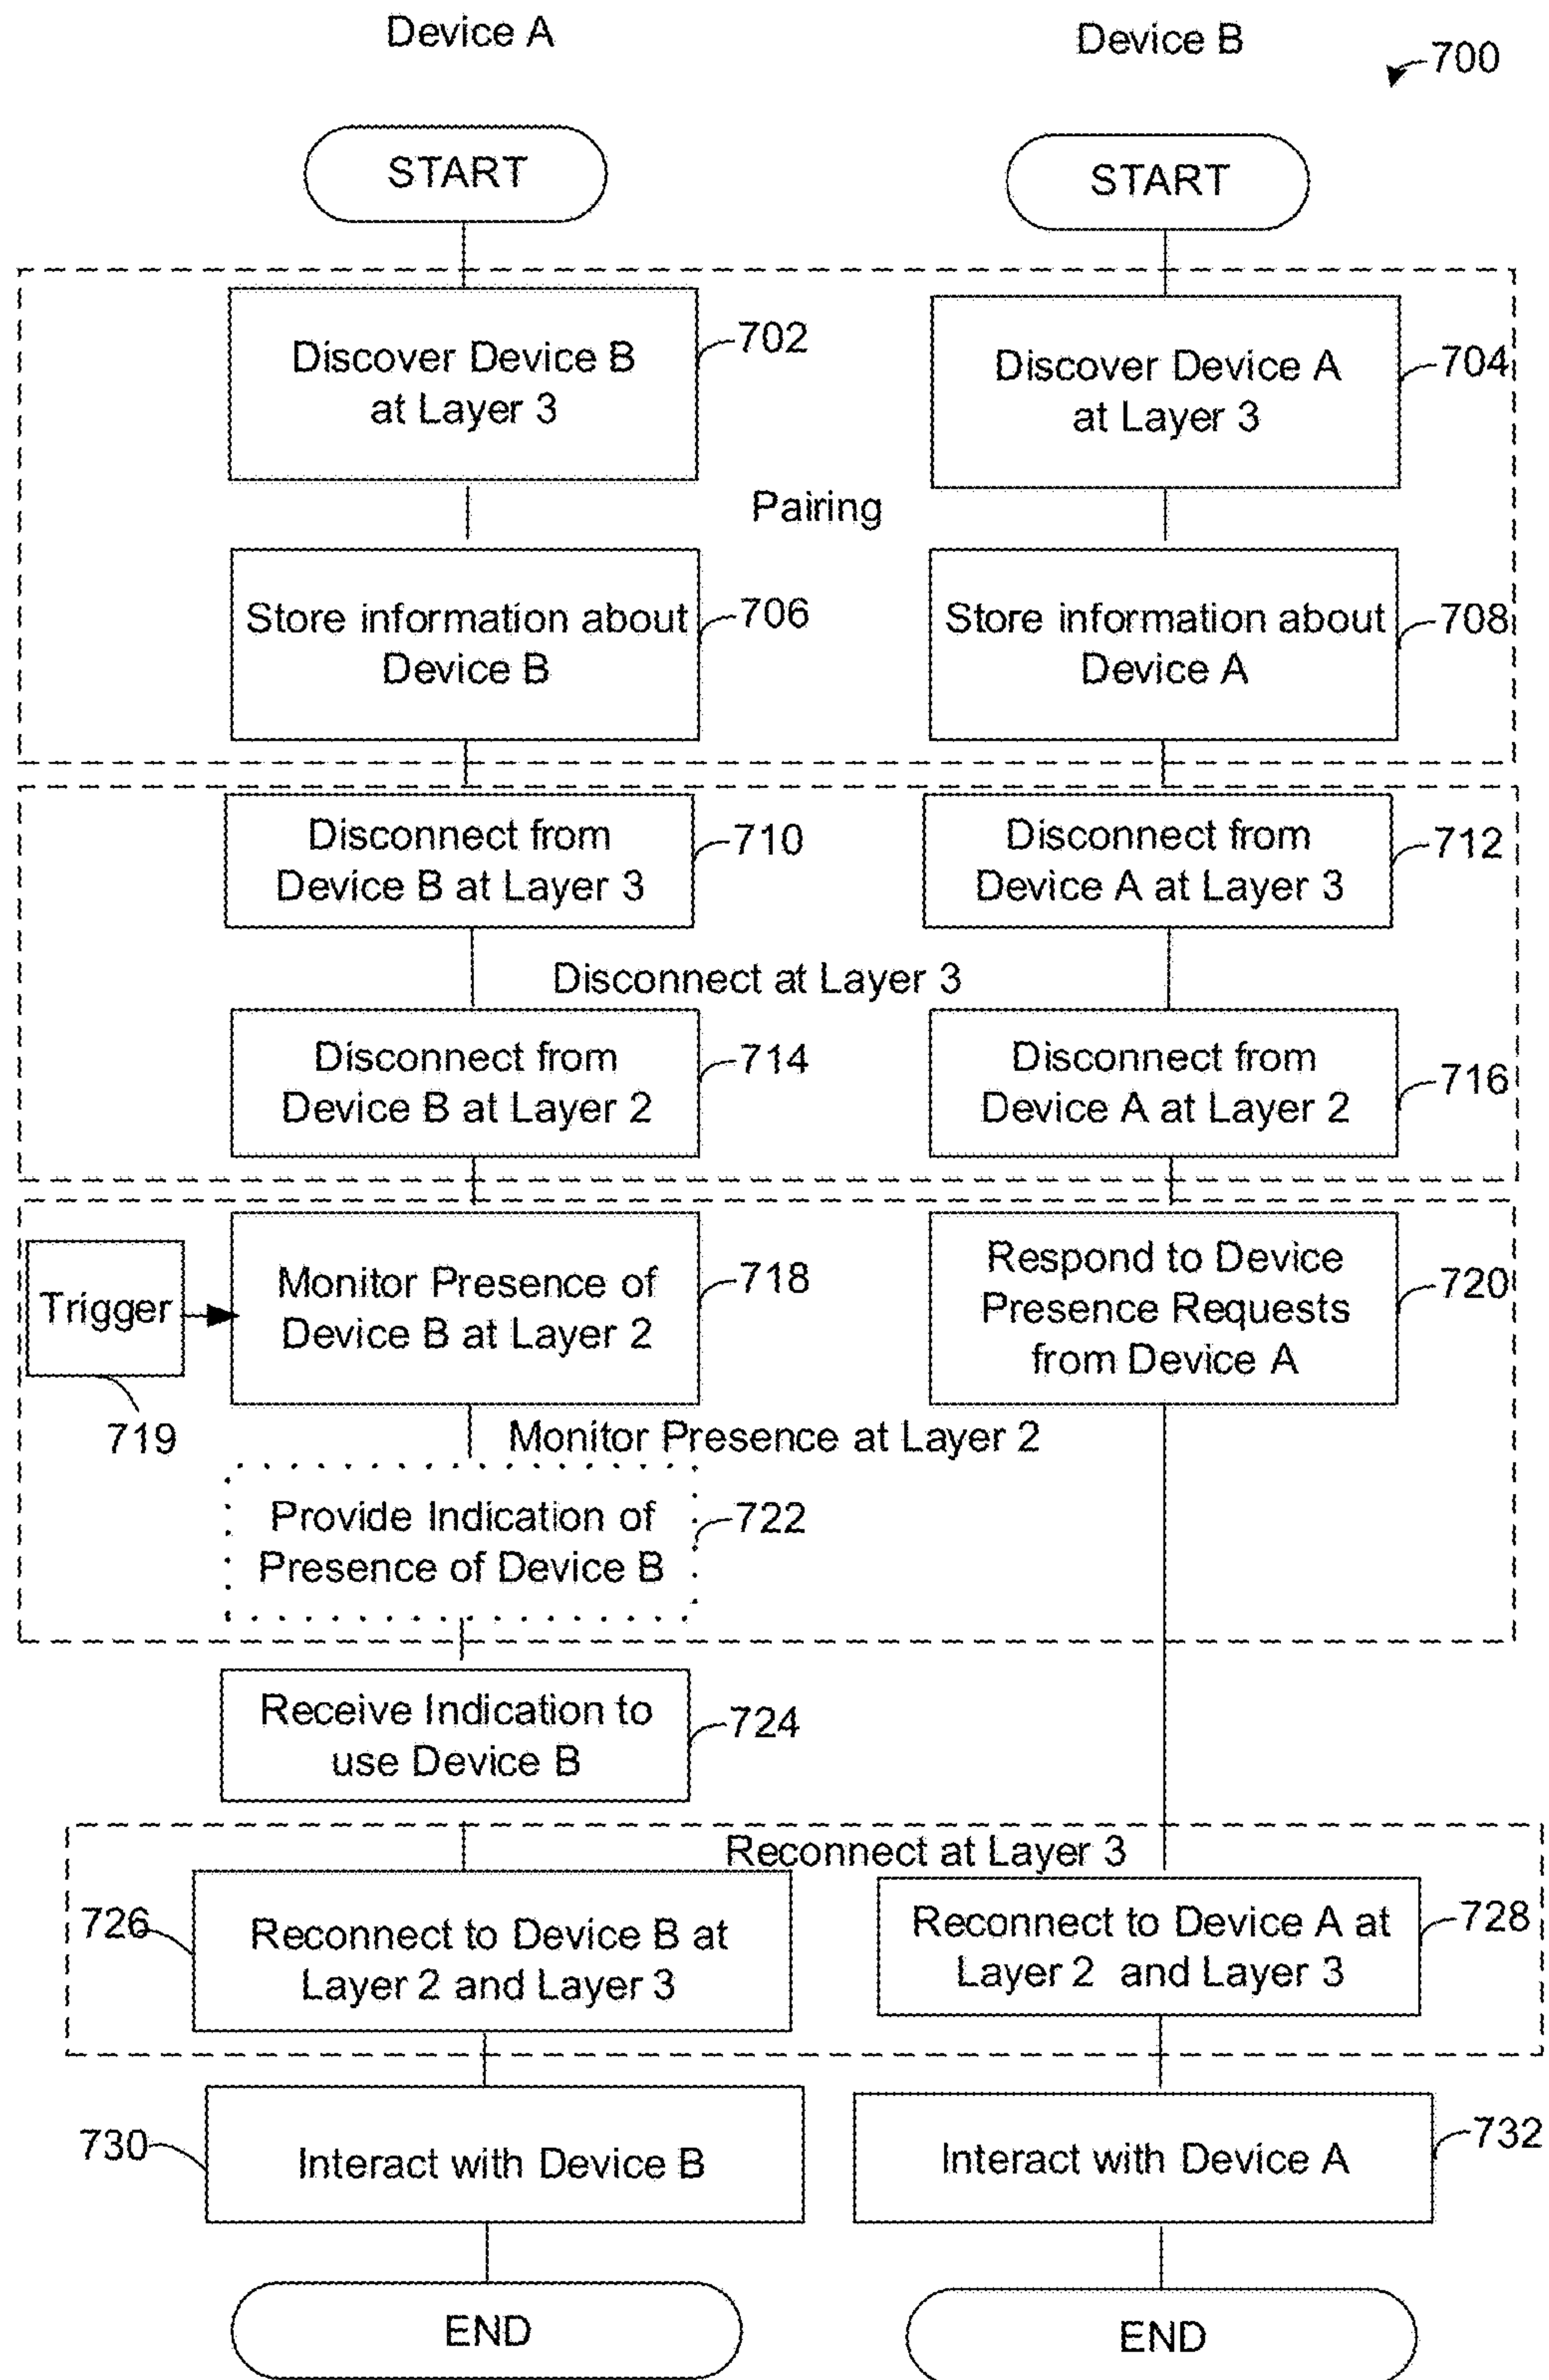 Device A
Device B
700
START
START
Discover Device B
at Layer 3
702
Discover Device A
at Layer 3
704
Pairing
Store information about
Device B
706
Store information about
Device A
708
Disconnect from
Device B at Layer 3
710
Disconnect from
Device A at Layer 3
712
Disconnect at Layer 3
Disconnect from
Device B at Layer 2
714
Disconnect from
Device A at Layer 2
716
Trigger
719
Monitor Presence of
Device B at Layer 2
718
Respond to Device
Presence Requests
from Device A
720
Monitor Presence at Layer 2
Provide Indication of
Presence of Device B
722
Receive Indication to
use Device B
724
Reconnect at Layer 3
726
Reconnect to Device B at
Layer 2 and Layer 3
Reconnect to Device A at
Layer 2 and Layer 3
728
730
Interact with Device B
Interact with Device A
732
END
END